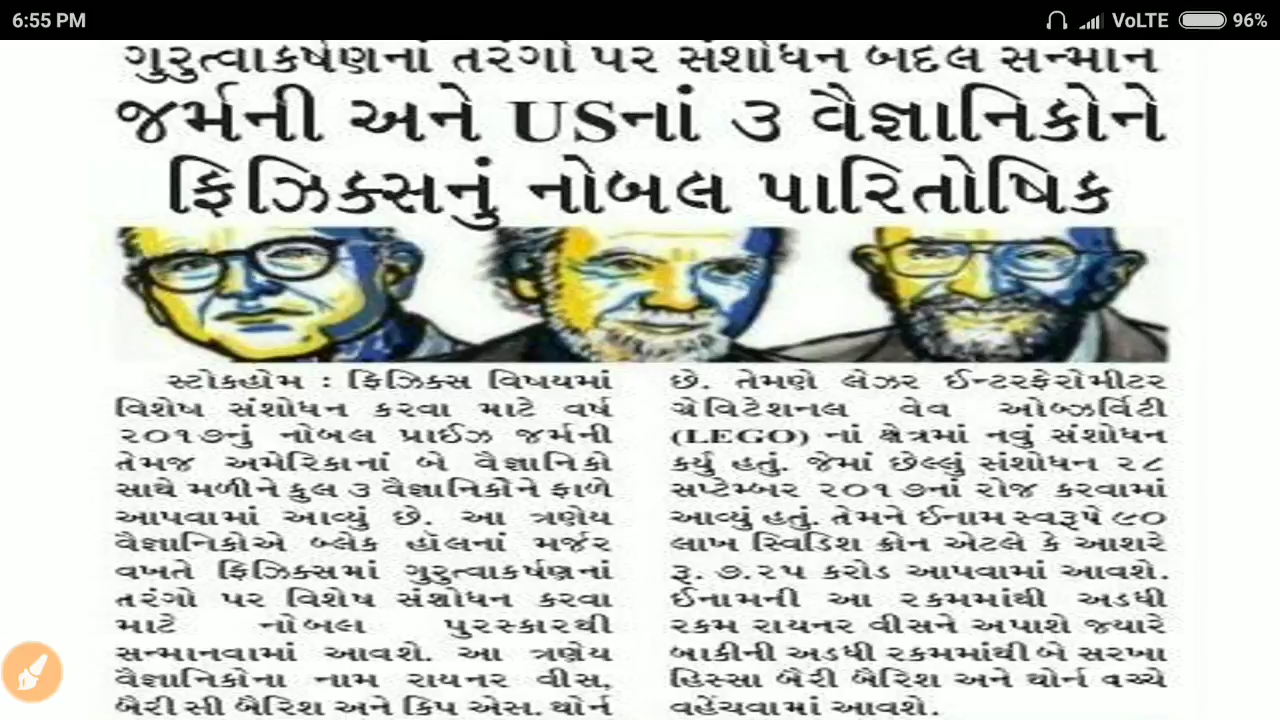 6:55 PM
VoLTE 96%
ગુરુત્વાકર્ષણનાં તરંગો પર સંશોધન બદલ સન્માન
જર્મની અને USનાં ૩ વૈજ્ઞાનિકોને
ફિઝિક્સનું નોબલ પારિતોષિક
સ્ટોકહોમ : ફિઝિક્સ વિષયમાં
વિશેષ સંશોધન કરવા માટે વર્ષ
૨૦૧૭નું નોબલ પ્રાઈઝ જર્મની
તેમજ અમેરિકાનાં બે વૈજ્ઞાનિકો
સાથે મળીને કુલ ૩ વૈજ્ઞાનિકોને ફાળે
આપવામાં આવ્યું છે. આ ત્રણેય
વૈજ્ઞાનિકોએ બ્લેક હૉલનાં મર્જર
વખતે ફિઝિક્સમાં ગુરુત્વાકર્ષણનાં
તરંગો પર વિશેષ સંશોધન કરવા
માટે નોબલ પુરસ્કારથી
સન્માનવામાં આવશે. આ ત્રણેય
વૈજ્ઞાનિકોના નામ રાયનર વીસ,
બૈરી સી બૈરિશ અને કિપ એસ. થોર્ન
છે. તેમણે લેઝર ઈન્ટરફેરોમીટર
ગ્રેવિટેશનલ વેવ ઓબ્ઝર્વિટી
(LEGO) નાં ક્ષેત્રમાં નવું સંશોધન
કર્યુ હતું. જેમાં છેલ્લું સંશોધન ૨૮
સપ્ટેમ્બર ૨૦૧૭નાં રોજ કરવામાં
આવ્યું હતું. તેમને ઈનામ સ્વરૂપે ૯૦
લાખ સ્વિડિશ ક્રોન એટલે કે આશરે
રૂ. ૭.૨૫ કરોડ આપવામાં આવશે.
ઈનામની આ રકમમાંથી અડધી
રકમ રાયનર વીસને અપાશે જ્યારે
બાકીની અડધી રકમમાંથી બે સરખા
હિસ્સા બૈરી બૈરિશ અને થોર્ન વચ્ચે
વહેંચવામાં આવશે.